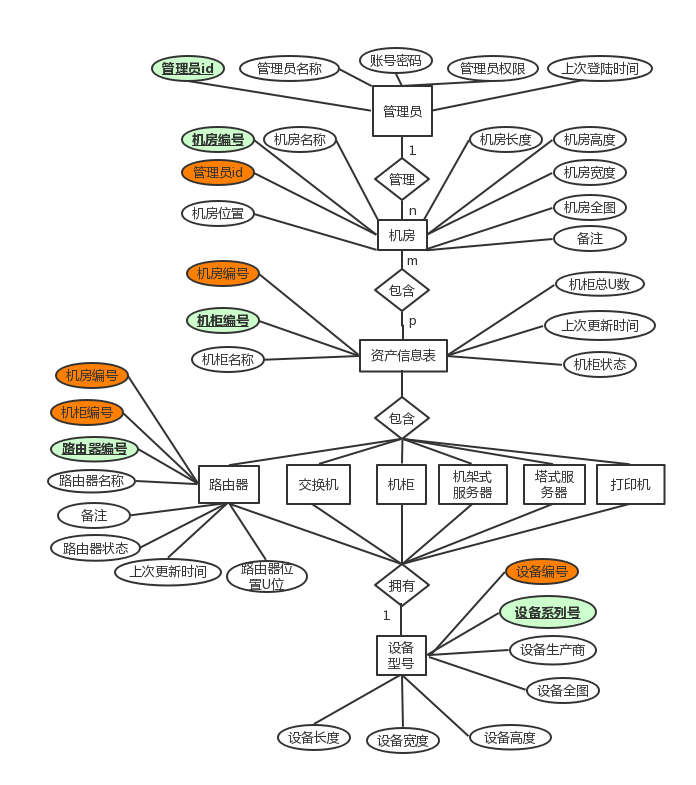 账号密码
管理员id
管理员名称
管理员权限
上次登陆时间
管理员
机房编号
机房名称
机房长度
机房高度
1
管理员id
管理
机房宽度
机房位置
n
机房全图
机房
备注
m
机房编号
包含
机柜总U数
机柜编号
p
上次更新时间
机柜名称
资产信息表
机柜状态
机房编号
机柜编号
包含
路由器编号
路由器名称
路由器
交换机
机柜
机架式
服务器
塔式服
务器
打印机
备注
路由器状态
上次更新时间
路由器位
置U位
拥有
设备编号
1
设备系列号
设备
型号
设备生产商
设备全图
设备长度
设备宽度
设备高度